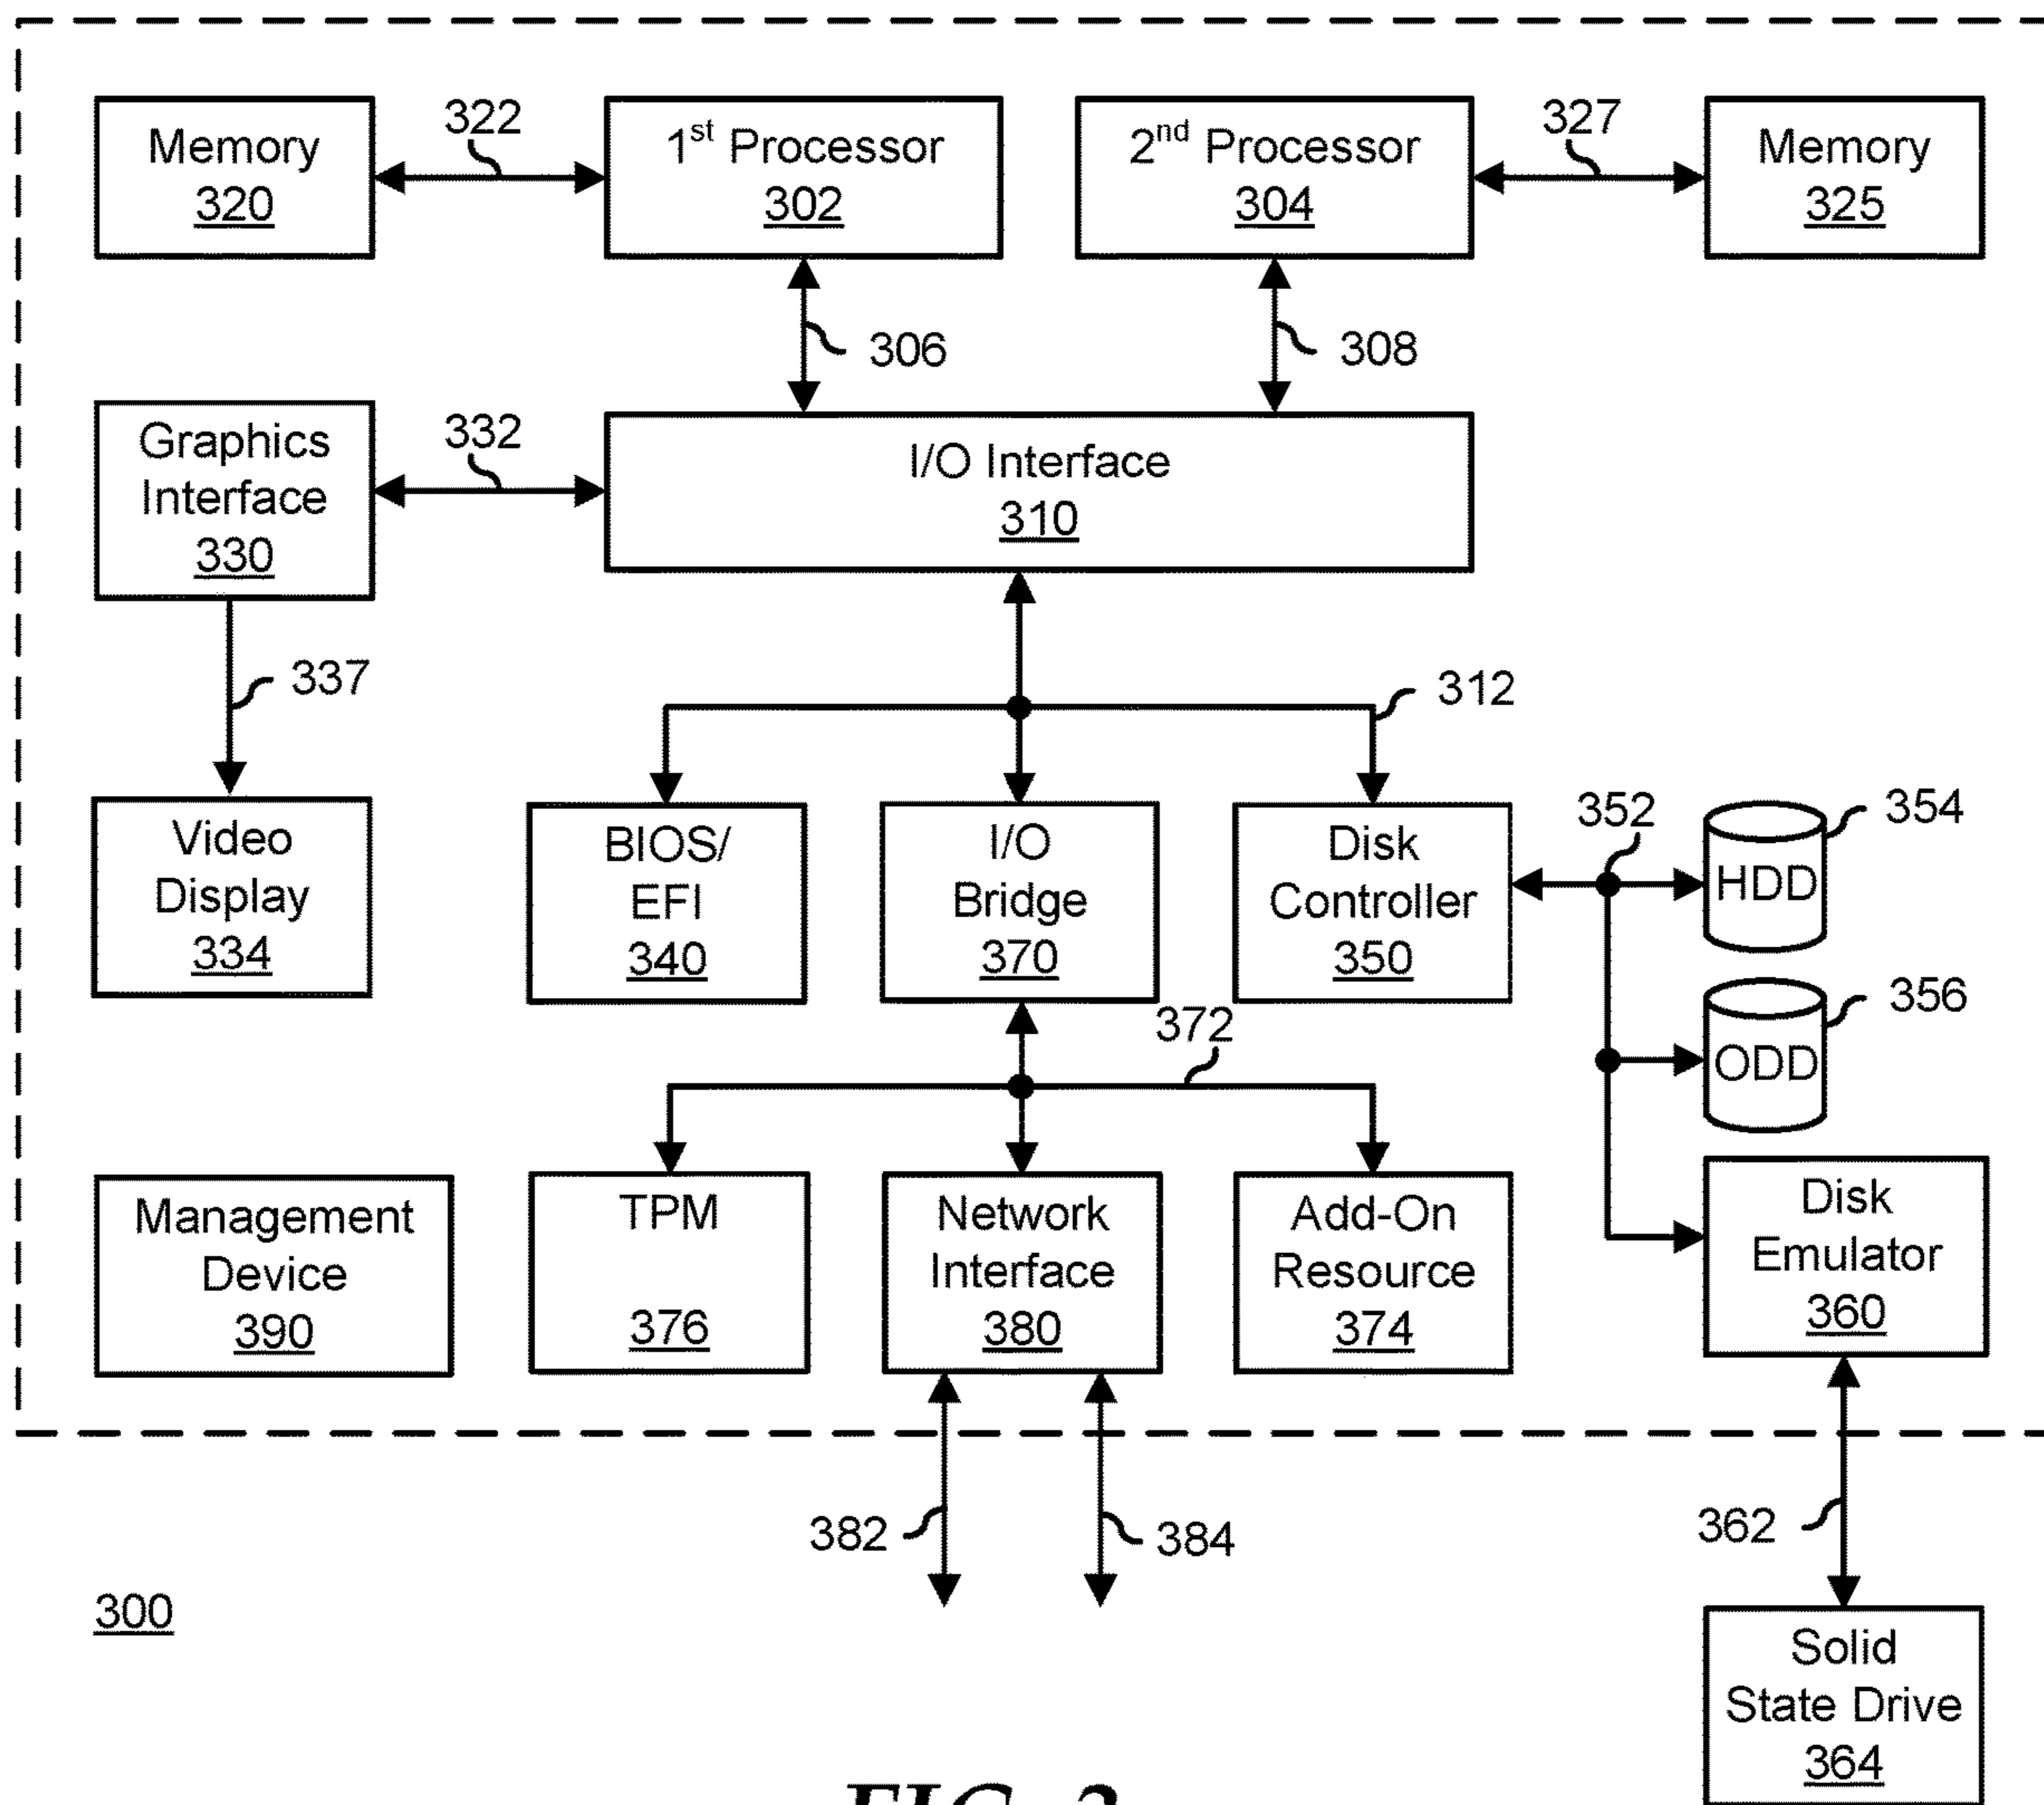 Memory
320
322
1st Processor
302
2nd Processor
304
327
Memory
325
306
308
Graphics
Interface
330
332
I/O Interface
310
337
312
Video
Display
334
BIOS/
EFI
340
I/O
Bridge
370
Disk
Controller
350
352
354
HDD
356
ODD
372
Management
Device
390
TPM
376
Network
Interface
380
Add-On
Resource
374
Disk
Emulator
360
382
384
362
300
Solid
State Drive
364